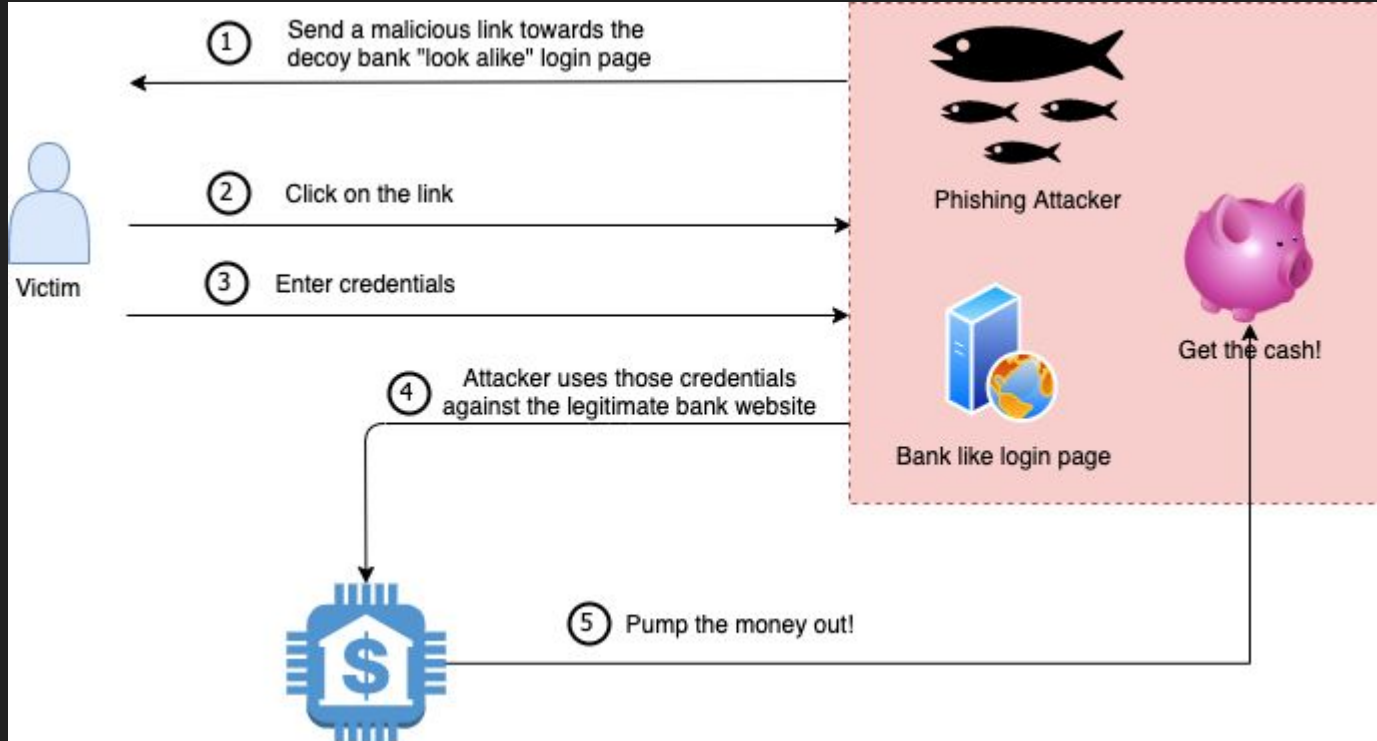 1
Send a malicious link towards the
decoy bank "look alike" login page
2
Click on the link
3
Enter credentials
Victim
Phishing Attacker
Get the cash!
4
Attacker uses those credentials
against the legitimate bank website
Bank like login page
5
Pump the money out!
$